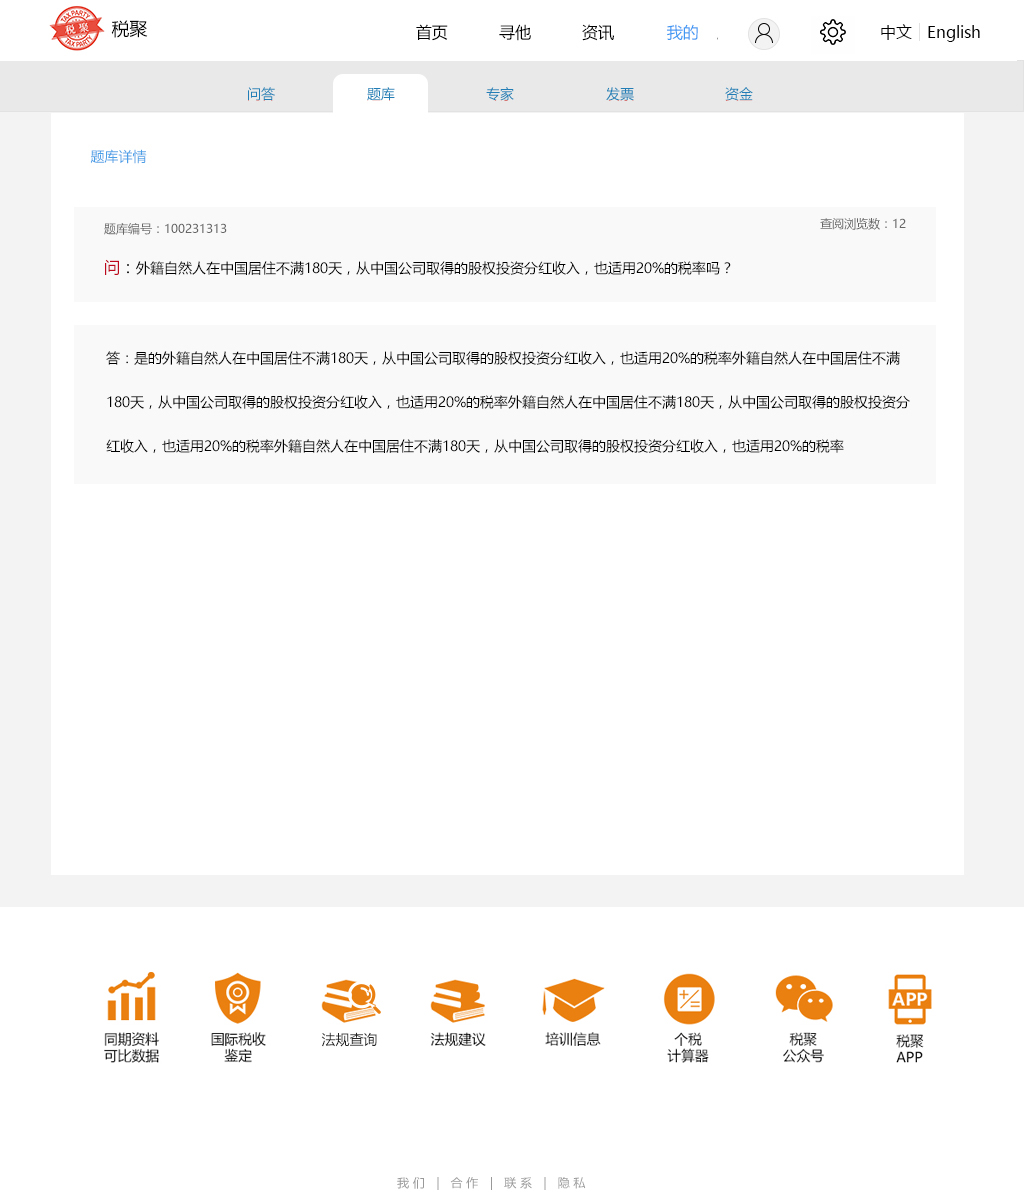 TAX PARTY
税聚
TAX PARTY
税聚
首页 寻他 资讯 我的 中文 English
问答 题库 专家 发票 资金
题库详情
题库编号：100231313
查阅浏览数：12
问：外籍自然人在中国居住不满180天，从中国公司取得的股权投资分红收入，也适用20%的税率吗？
答：是的外籍自然人在中国居住不满180天，从中国公司取得的股权投资分红收入，也适用20%的税率外籍自然人在中国居住不满
180天，从中国公司取得的股权投资分红收入，也适用20%的税率外籍自然人在中国居住不满180天，从中国公司取得的股权投资分
红收入，也适用20%的税率外籍自然人在中国居住不满180天，从中国公司取得的股权投资分红收入，也适用20%的税率
APP
同期资料
可比数据
国际税收
鉴定
法规查询
法规建议
培训信息
个税
计算器
税聚
公众号
税聚
APP
我们 | 合作 | 联系 | 隐私